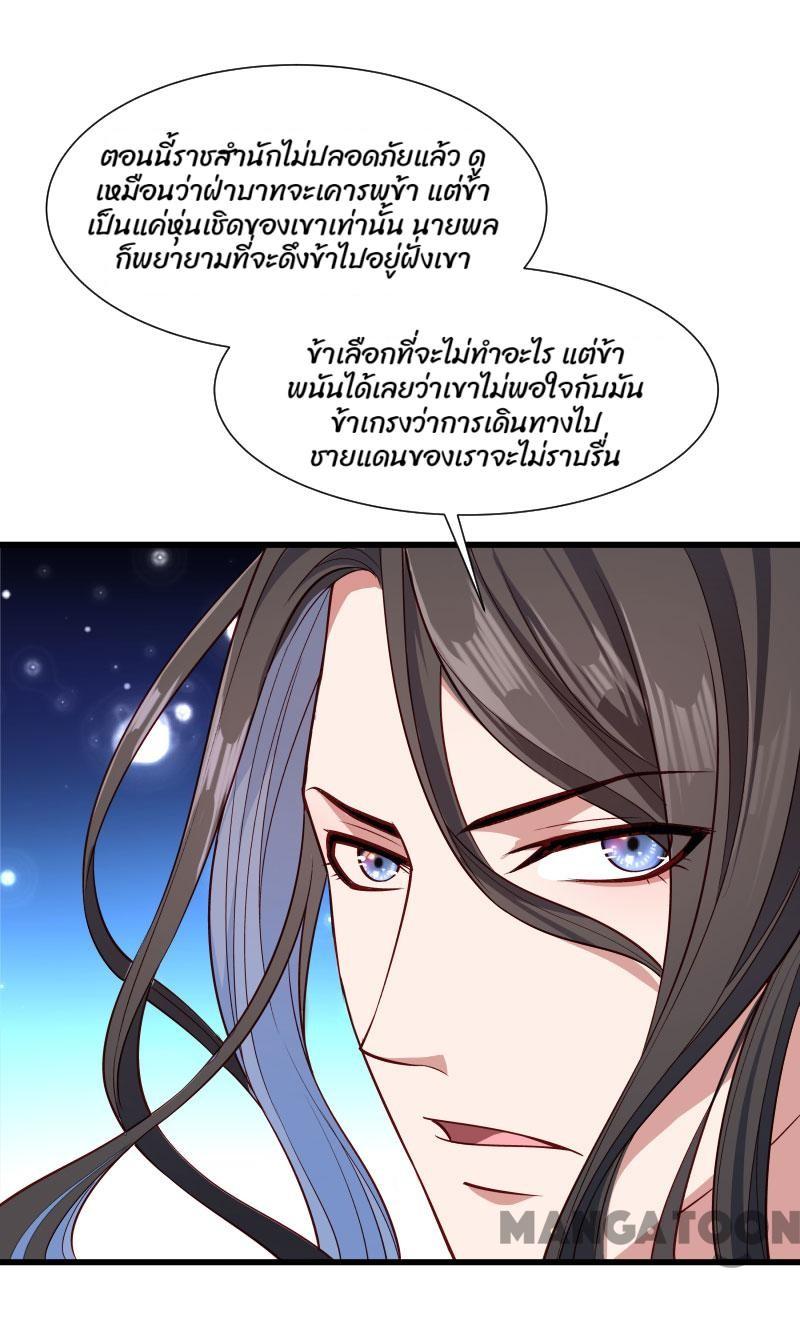 ตอนนี้ราชสำนักไม่ปลอดภัยแล้ว ดู
เหมือนว่าฝ่าบาทจะเคารพข้า แต่ข้า
เป็นแค่หุ่นเชิดของเขาเท่านั้น นายพล
ก็พยายามที่จะดึงข้าไปอยู่ฝั่งเขา
ข้าเลือกที่จะไม่ทำอะไร แต่ข้า
พนันได้เลยว่าเขาไม่พอใจกับมัน
ข้าเกรงว่าการเดินทางไป
ชายแดนของเราจะไม่ราบรื่น
MANGATOON